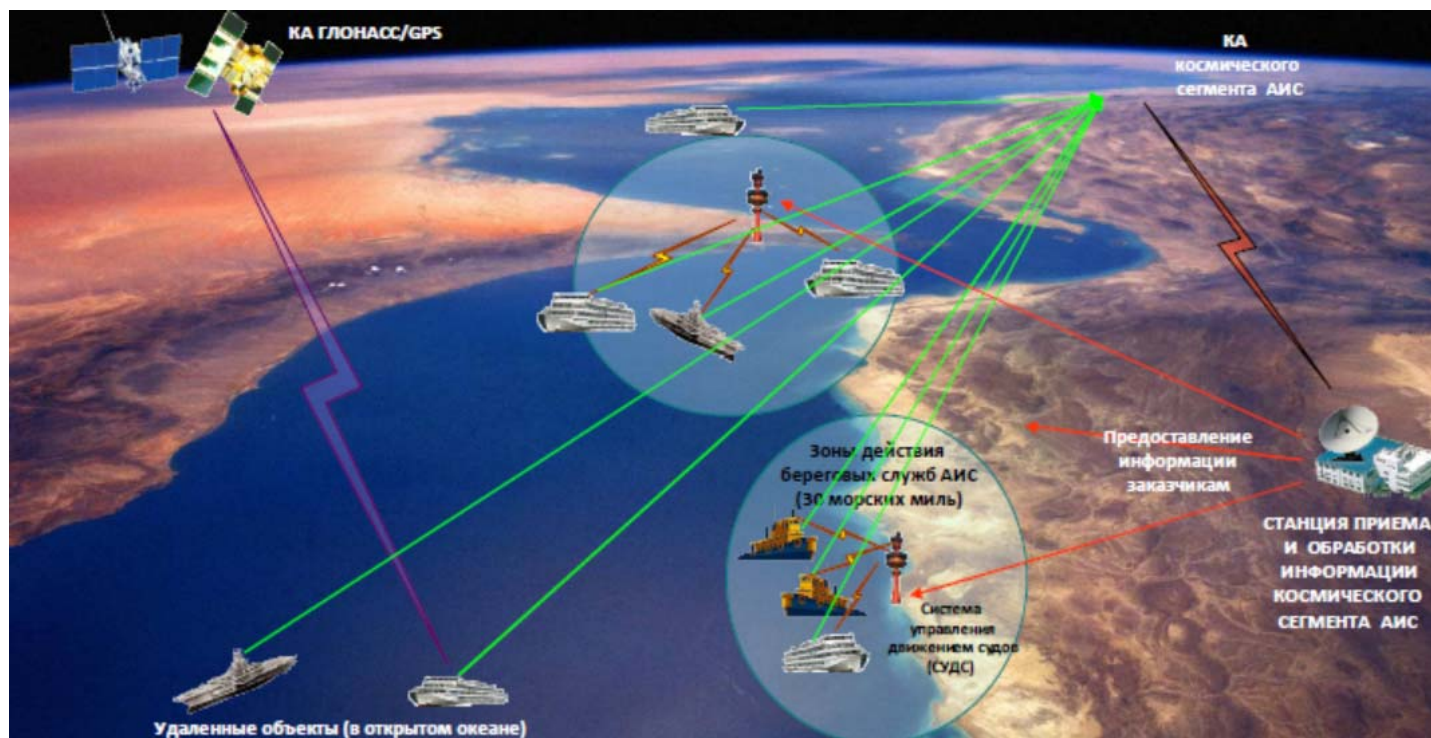 КА ГЛОНАСС/GPS
КА
космического
сегмента АИС
Зоны действия
береговых служб АИС
(30 морских миль)
Предоставление
информации
заказчикам
СТАНЦИЯ ПРИЕМА
И ОБРАБОТКИ
ИНФОРМАЦИИ
КОСМИЧЕСКОГО
СЕГМЕНТА АИС
Система
управления
движением судов
(СУДС)
Удаленные объекты (в открытом океане)